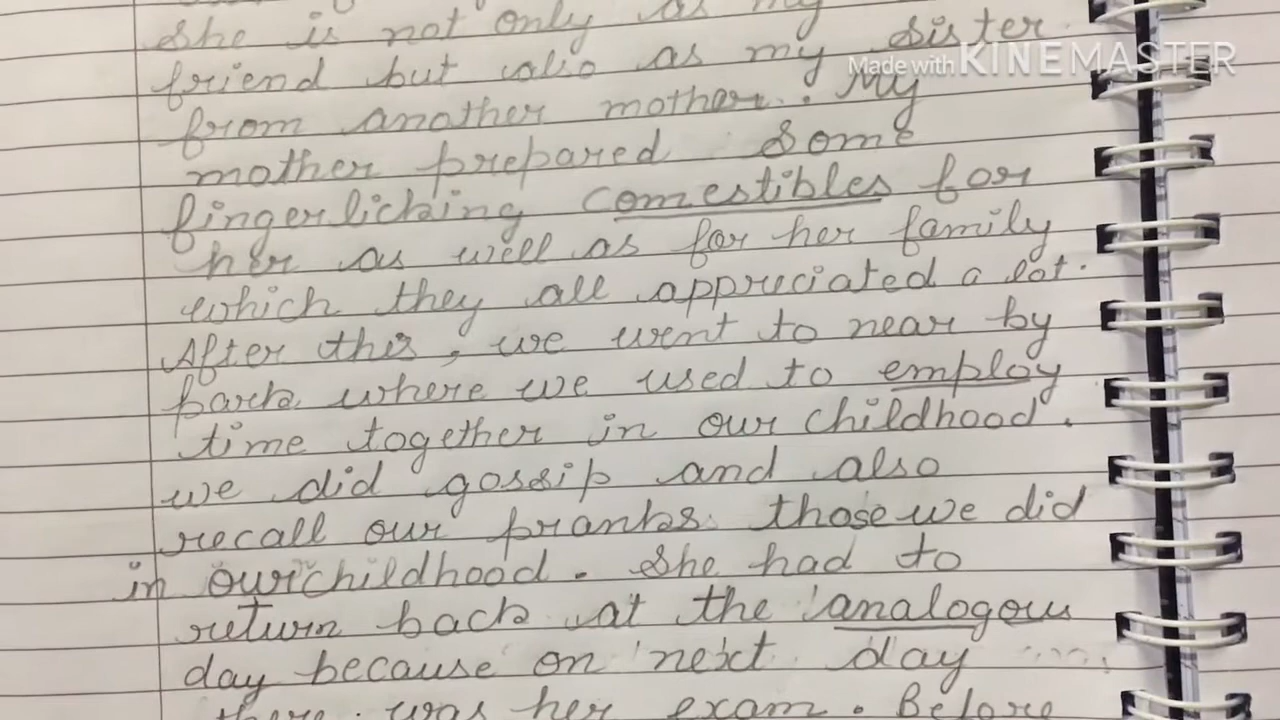 she is not only as my
friend but also as my sister
Made with KINEMASTER
from another mother. My
mother prepared some
fingerlicking comestibles for
her as well as for her family
which they all appriciated a lot.
After this, we went to near by
park where we used to employ
time together in our childhood.
we did gossip and also
recall our pranks those we did
in our childhood. She had to
return back at the analogous
day because on next day
there was her exam. Before